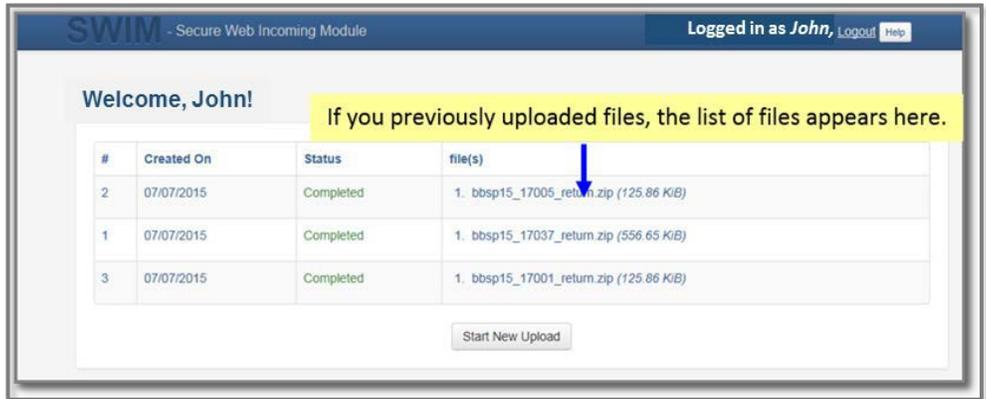 SWIM - Secure Web Incoming Module Logged in as John, Logout Help
Welcome, John!
If you previously uploaded files, the list of files appears here.
# Created On Status file(s)
2 07/07/2015 Completed 1. bbsp15_17005_return.zip (125.86 KiB)
1 07/07/2015 Completed 1. bbsp15_17037_return.zip (556.65 KiB)
3 07/07/2015 Completed 1. bbsp15_17001_return.zip (125.86 KiB)
Start New Upload